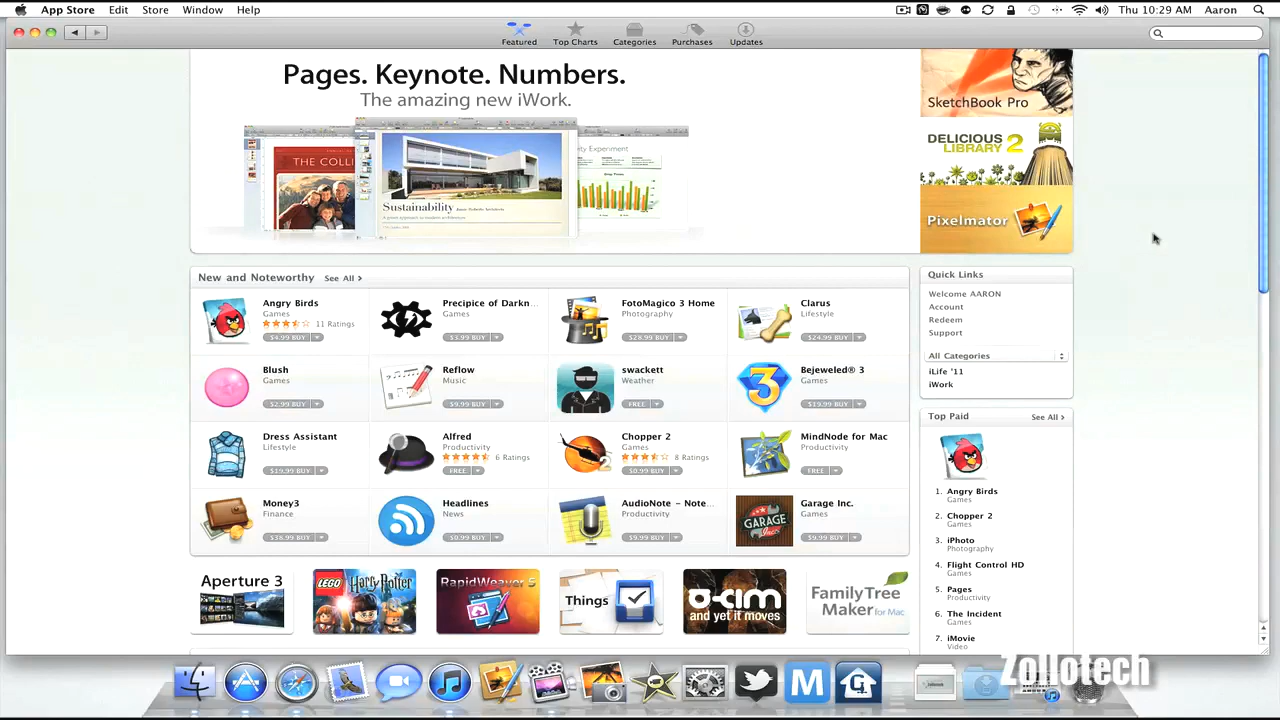 App Store Edit Store Window Help
Thu 10:29 AM Aaron
Featured Top Charts Categories Purchases Updates
Pages. Keynote. Numbers.
The amazing new iWork.
THE COLLI
Sustainability
SketchBook Pro
DELICIOUS
LIBRARY 2
Pixelmator
New and Noteworthy See All >
Angry Birds
Games
11 Ratings
$4.99 BUY
Precipice of Darkn...
Games
$3.99 BUY
FotoMagico 3 Home
Photography
$28.99 BUY
Clarus
Lifestyle
$24.99 BUY
Blush
Games
$2.99 BUY
Reflow
Music
$9.99 BUY
swackett
Weather
FREE
Bejeweled® 3
Games
$19.99 BUY
Dress Assistant
Lifestyle
$19.99 BUY
Alfred
Productivity
6 Ratings
FREE
Chopper 2
Games
8 Ratings
$0.99 BUY
MindNode for Mac
Productivity
FREE
Money3
Finance
$38.99 BUY
Headlines
News
$0.99 BUY
AudioNote - Note...
Productivity
$9.99 BUY
Garage Inc.
Games
$9.99 BUY
Quick Links
Welcome AARON
Account
Redeem
Support
All Categories
iLife '11
iWork
Top Paid See All >
1. Angry Birds
Games
2. Chopper 2
Games
3. iPhoto
Photography
4. Flight Control HD
Games
5. Pages
Productivity
6. The Incident
Games
7. iMovie
Video
Aperture 3
LEGO Harry Potter
RapidWeaver 5
Things
and yet it moves
FamilyTree
Maker for Mac
Zollotech